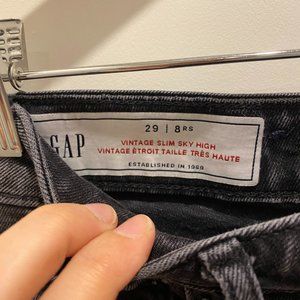 GAP
29 | 8RS
VINTAGE SLIM SKY HIGH
VINTAGE ÉTROIT TAILLE TRÈS HAUTE
ESTABLISHED IN 1969